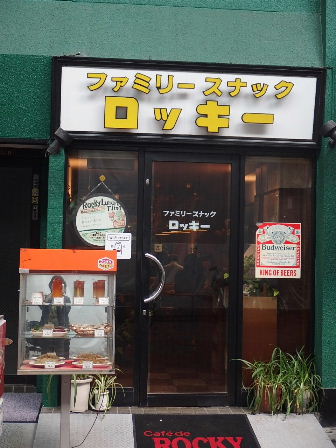 ファミリー スナック
ロッキー
ファミリースナック
ロッキー
Budweiser
KING OF BEERS
Café de
ROCKY